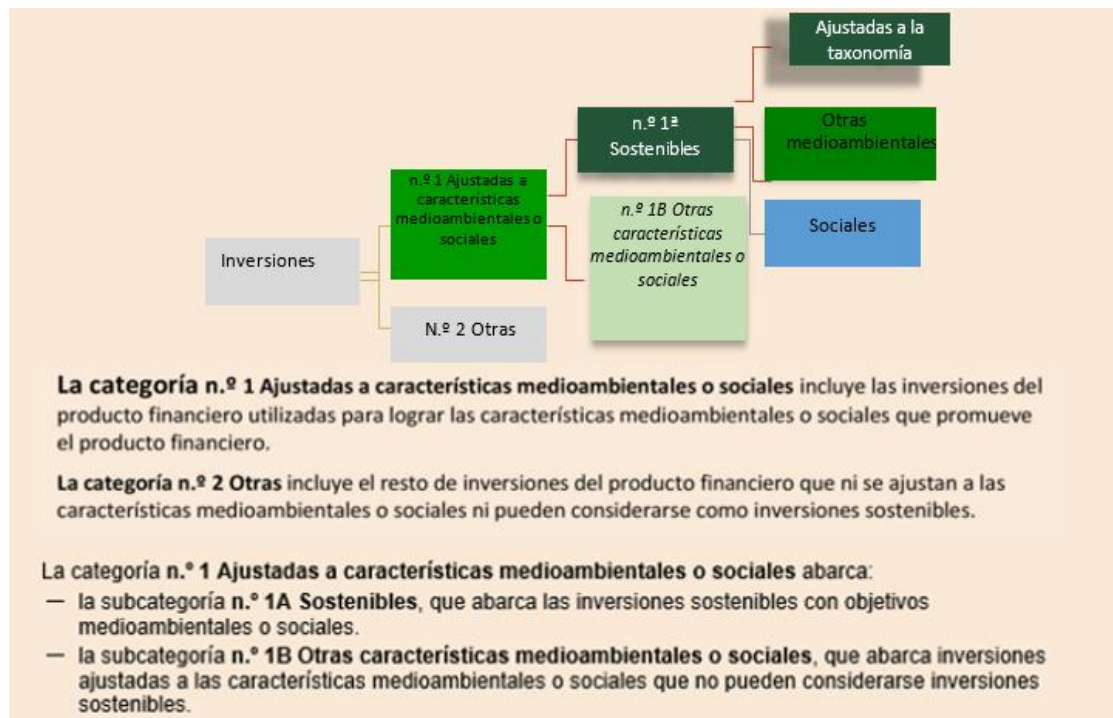 Ajustadas a la
taxonomía
n.º 1ª
Sostenibles
Otras
medioambientales
n.º 1 Ajustadas a
características
medioambientales o
sociales
n.º 1B Otras
características
medioambientales o
sociales
Sociales
Inversiones
N.º 2 Otras
La categoría n.º 1 Ajustadas a características medioambientales o sociales incluye las inversiones del
producto financiero utilizadas para lograr las características medioambientales o sociales que promueve
el producto financiero.
La categoría n.º 2 Otras incluye el resto de inversiones del producto financiero que ni se ajustan a las
características medioambientales o sociales ni pueden considerarse como inversiones sostenibles.
La categoría n.º 1 Ajustadas a características medioambientales o sociales abarca:
— la subcategoría n.º 1A Sostenibles, que abarca las inversiones sostenibles con objetivos
medioambientales o sociales.
— la subcategoría n.º 1B Otras características medioambientales o sociales, que abarca inversiones
ajustadas a las características medioambientales o sociales que no pueden considerarse inversiones
sostenibles.